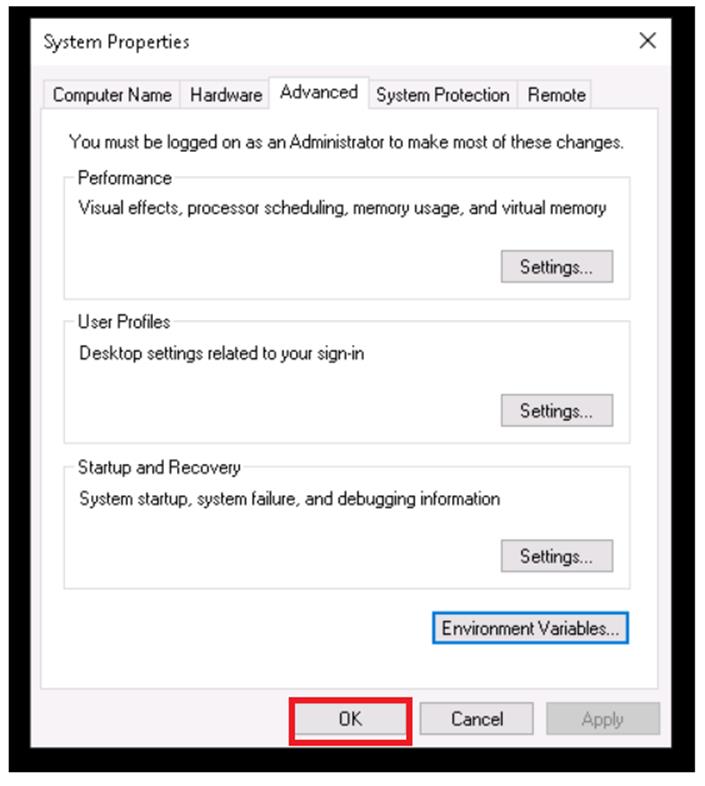 System Properties
Computer Name Hardware Advanced System Protection Remote
You must be logged on as an Administrator to make most of these changes.
Performance
Visual effects, processor scheduling, memory usage, and virtual memory
Settings...
User Profiles
Desktop settings related to your sign-in
Settings...
Startup and Recovery
System startup, system failure, and debugging information
Settings...
Environment Variables...
OK Cancel Apply